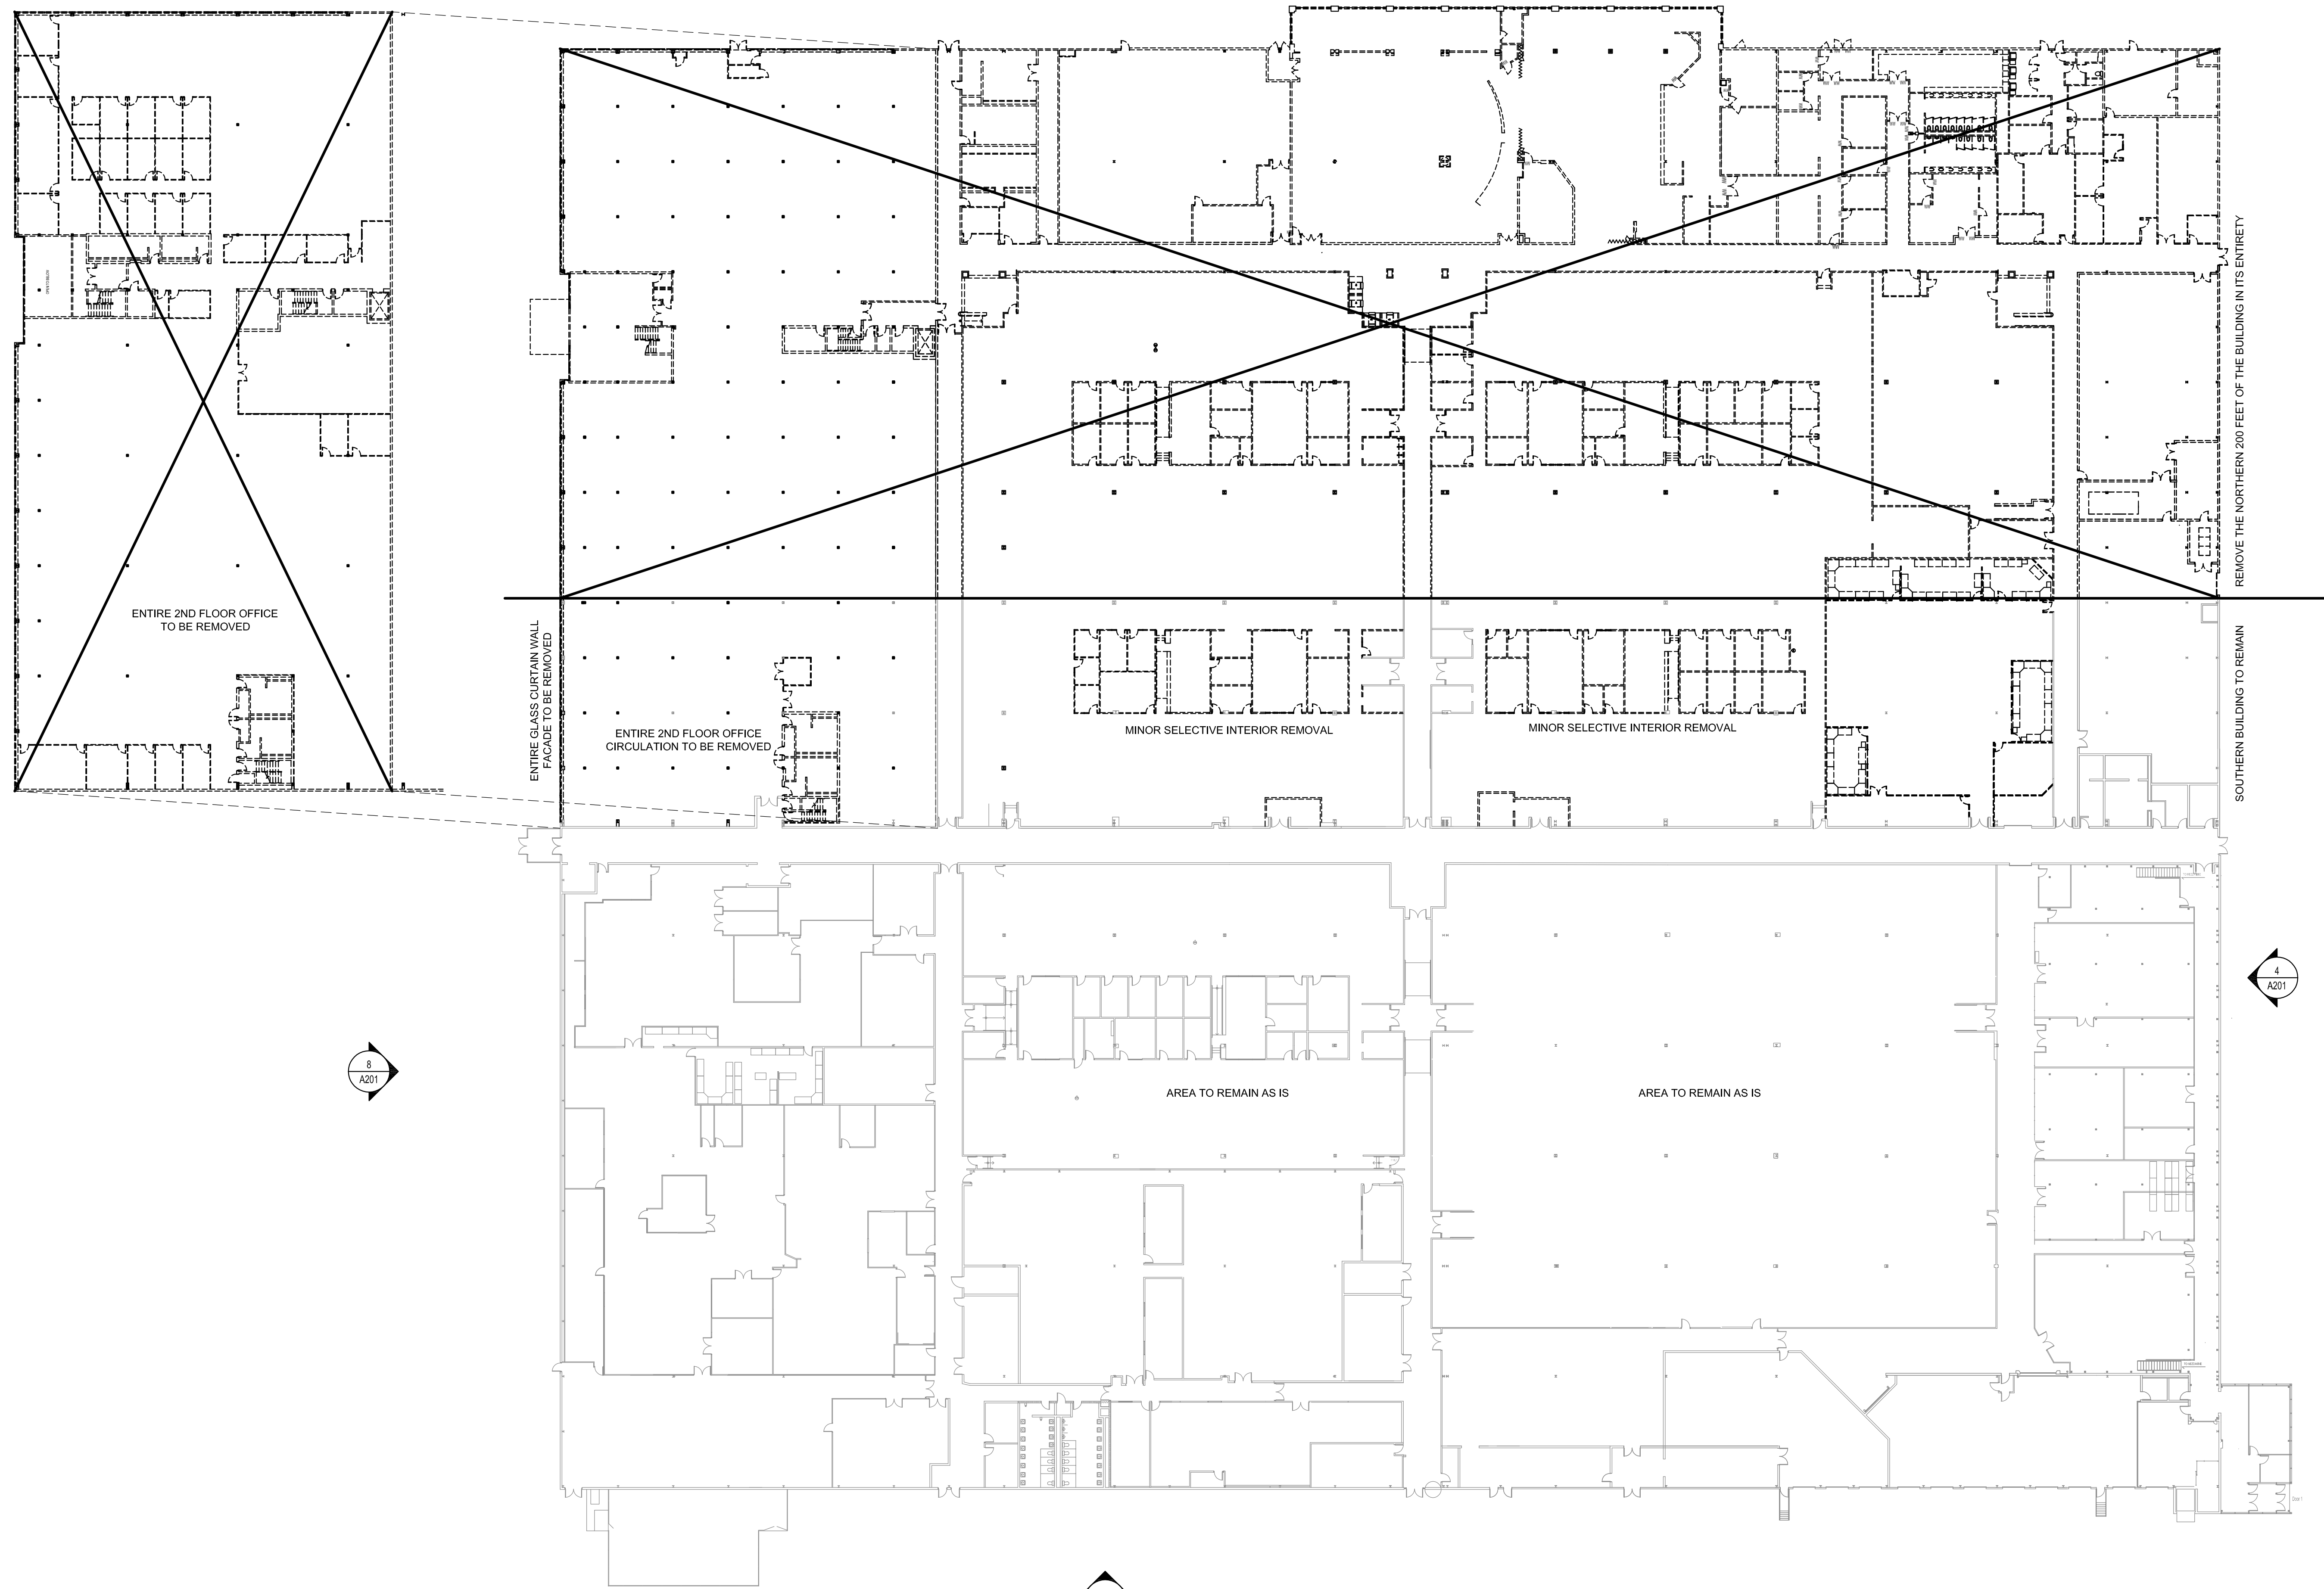 OPEN TO BELOW
ENTIRE 2ND FLOOR OFFICE
TO BE REMOVED
ENTIRE GLASS CURTAIN WALL
FACADE TO BE REMOVED
ENTIRE 2ND FLOOR OFFICE
CIRCULATION TO BE REMOVED
MINOR SELECTIVE INTERIOR REMOVAL
MINOR SELECTIVE INTERIOR REMOVAL
REMOVE THE NORTHERN 200 FEET OF THE BUILDING IN ITS ENTIRETY
SOUTHERN BUILDING TO REMAIN
4
A201
8
A201
AREA TO REMAIN AS IS
AREA TO REMAIN AS IS